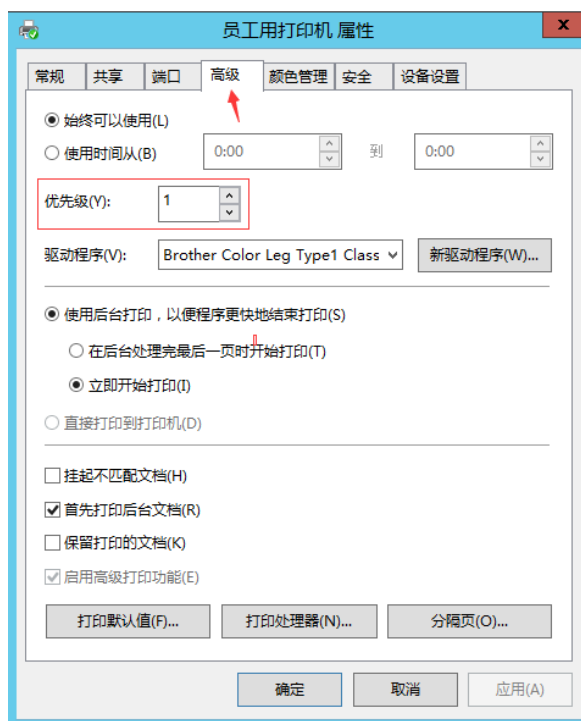 员工用打印机 属性
x
常规 共享 端口 高级 颜色管理 安全 设备设置
始终可以使用(L)
使用时间从(B) 0:00 到 0:00
优先级(Y): 1
驱动程序(V): Brother Color Leg Type1 Class 新驱动程序(W)...
使用后台打印，以便程序更快地结束打印(S)
在后台处理完最后一页时开始打印(T)
立即开始打印(I)
直接打印到打印机(D)
挂起不匹配文档(H)
首先打印后台文档(R)
保留打印的文档(K)
启用高级打印功能(E)
打印默认值(F)... 打印处理器(N)... 分隔页(O)...
确定 取消 应用(A)